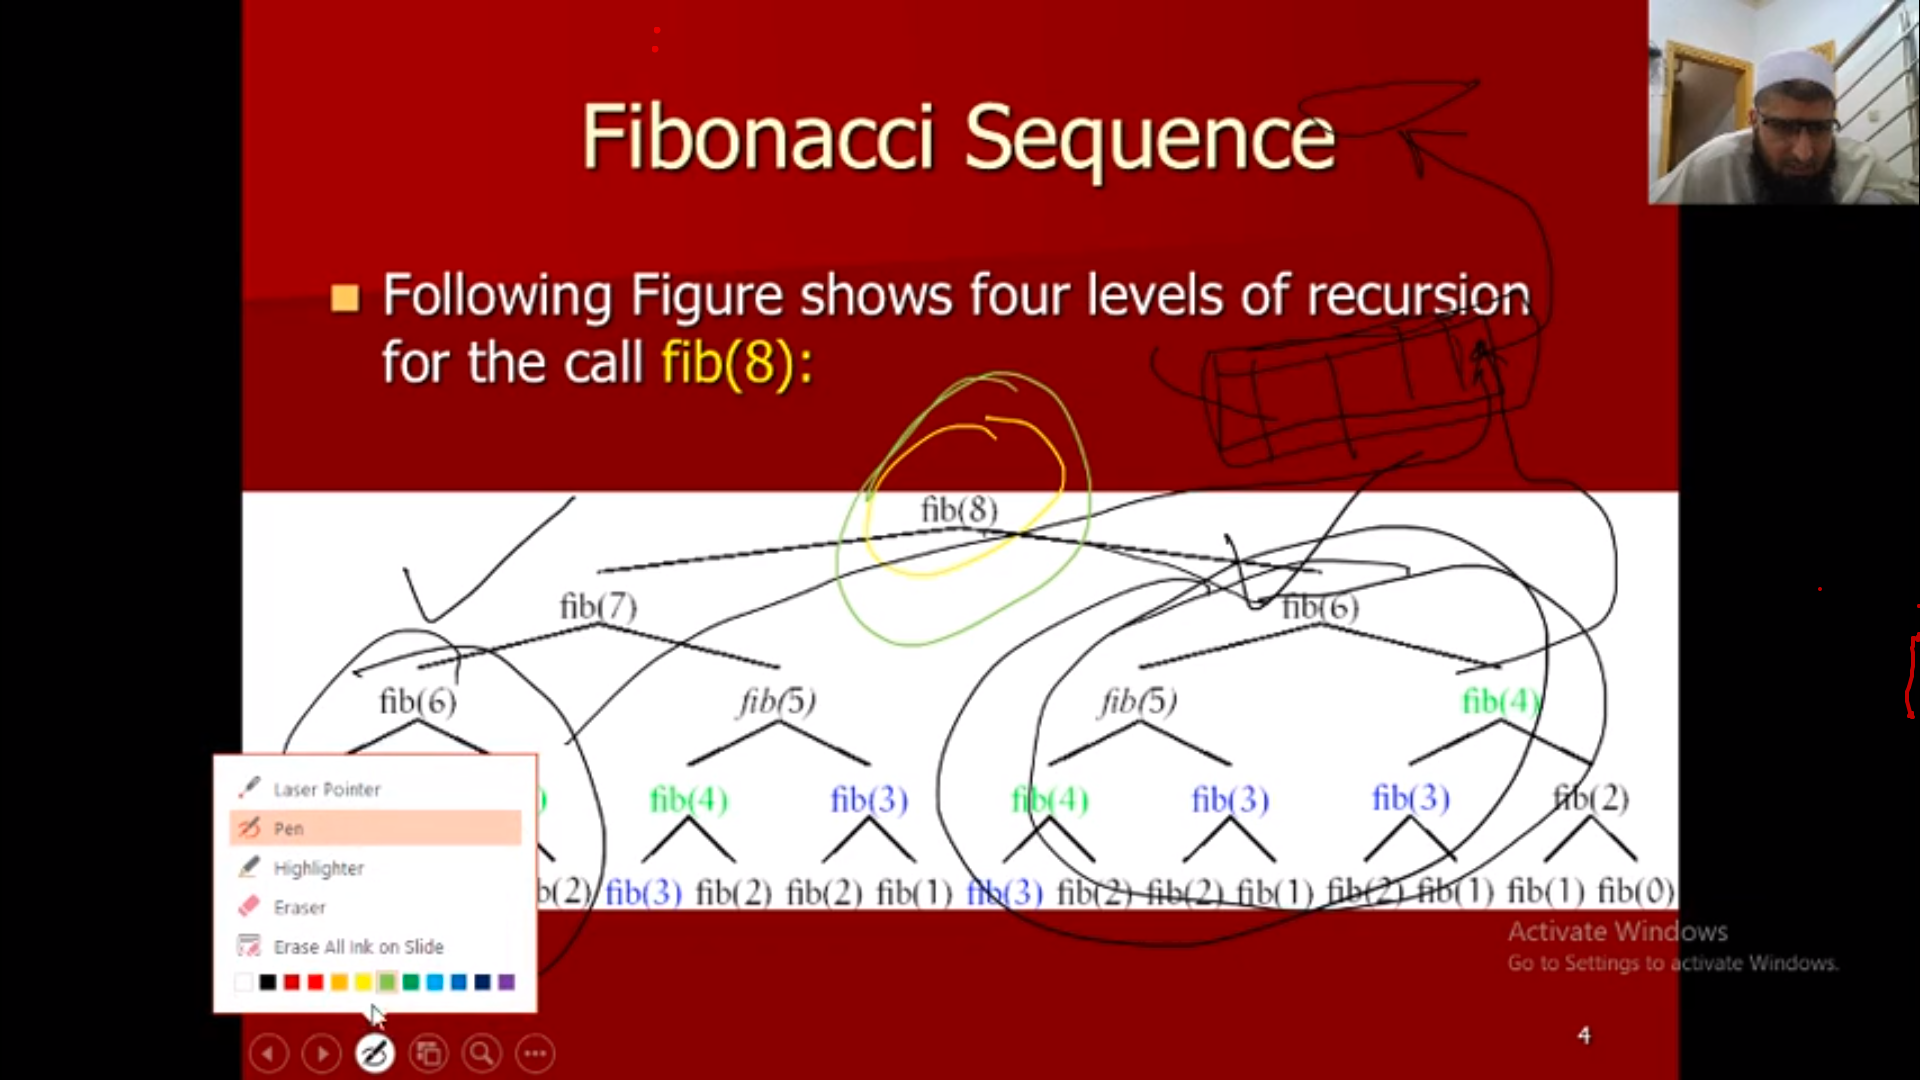 Fibonacci Sequence
Following Figure shows four levels of recursion
for the call fib(8):
fib(8)
fib(7) fib(6)
fib(6) fib(5) fib(5) fib(4)
fib(4) fib(3) fib(4) fib(3) fib(3) fib(2)
b(2) fib(3) fib(2) fib(2) fib(1) fib(3) fib(2) fib(2) fib(1) fib(2) fib(1) fib(1) fib(0)
Laser Pointer
Pen
Highlighter
Eraser
Erase All Ink on Slide
Activate Windows
Go to Settings to activate Windows.
4